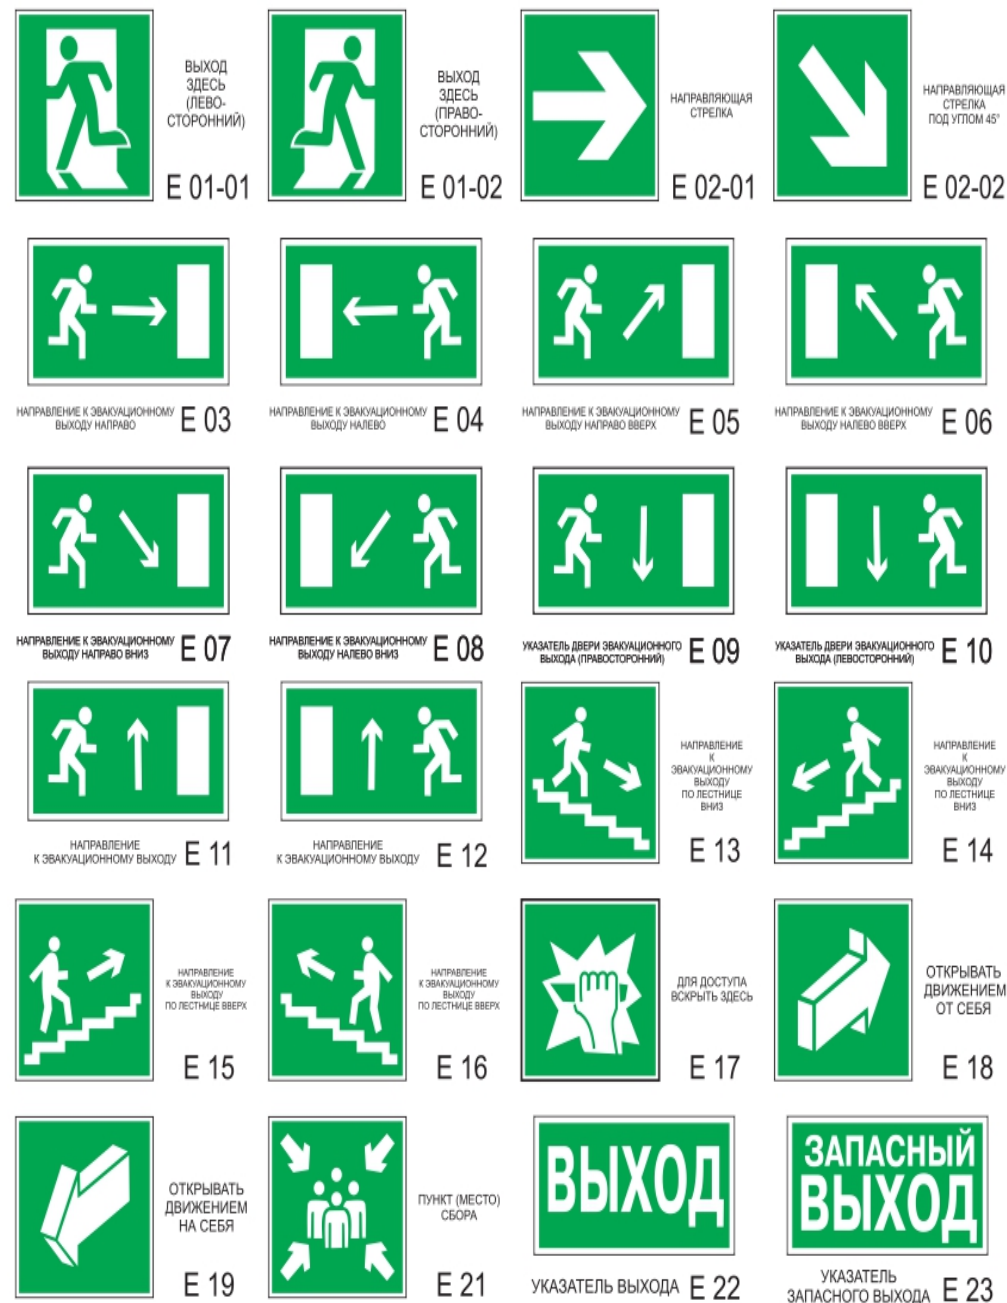 ВЫХОД
ЗДЕСЬ
(ЛЕВО-
СТОРОННИЙ)
E 01-01
ВЫХОД
ЗДЕСЬ
(ПРАВО-
СТОРОННИЙ)
E 01-02
НАПРАВЛЯЮЩАЯ
СТРЕЛКА
E 02-01
НАПРАВЛЯЮЩАЯ
СТРЕЛКА
ПОД УГЛОМ 45°
E 02-02
НАПРАВЛЕНИЕ К ЭВАКУАЦИОННОМУ
ВЫХОДУ НАПРАВО
E 03
НАПРАВЛЕНИЕ К ЭВАКУАЦИОННОМУ
ВЫХОДУ НАЛЕВО
E 04
НАПРАВЛЕНИЕ К ЭВАКУАЦИОННОМУ
ВЫХОДУ НАПРАВО ВВЕРХ
E 05
НАПРАВЛЕНИЕ К ЭВАКУАЦИОННОМУ
ВЫХОДУ НАЛЕВО ВВЕРХ
E 06
НАПРАВЛЕНИЕ К ЭВАКУАЦИОННОМУ
ВЫХОДУ НАПРАВО ВНИЗ
E 07
НАПРАВЛЕНИЕ К ЭВАКУАЦИОННОМУ
ВЫХОДУ НАЛЕВО ВНИЗ
E 08
УКАЗАТЕЛЬ ДВЕРИ ЭВАКУАЦИОННОГО
ВЫХОДА (ПРАВОСТОРОННИЙ)
E 09
УКАЗАТЕЛЬ ДВЕРИ ЭВАКУАЦИОННОГО
ВЫХОДА (ЛЕВОСТОРОННИЙ)
E 10
НАПРАВЛЕНИЕ
К ЭВАКУАЦИОННОМУ ВЫХОДУ
E 11
НАПРАВЛЕНИЕ
К ЭВАКУАЦИОННОМУ ВЫХОДУ
E 12
НАПРАВЛЕНИЕ
К
ЭВАКУАЦИОННОМУ
ВЫХОДУ
ПО ЛЕСТНИЦЕ
ВНИЗ
E 13
НАПРАВЛЕНИЕ
К
ЭВАКУАЦИОННОМУ
ВЫХОДУ
ПО ЛЕСТНИЦЕ
ВНИЗ
E 14
НАПРАВЛЕНИЕ
К ЭВАКУАЦИОННОМУ
ВЫХОДУ
ПО ЛЕСТНИЦЕ ВВЕРХ
E 15
НАПРАВЛЕНИЕ
К ЭВАКУАЦИОННОМУ
ВЫХОДУ
ПО ЛЕСТНИЦЕ ВВЕРХ
E 16
ДЛЯ ДОСТУПА
ВСКРЫТЬ ЗДЕСЬ
E 17
ОТКРЫВАТЬ
ДВИЖЕНИЕМ
ОТ СЕБЯ
E 18
ОТКРЫВАТЬ
ДВИЖЕНИЕМ
НА СЕБЯ
E 19
ПУНКТ (МЕСТО)
СБОРА
E 21
ВЫХОД
УКАЗАТЕЛЬ ВЫХОДА
E 22
ЗАПАСНЫЙ
ВЫХОД
УКАЗАТЕЛЬ
ЗАПАСНОГО ВЫХОДА
E 23